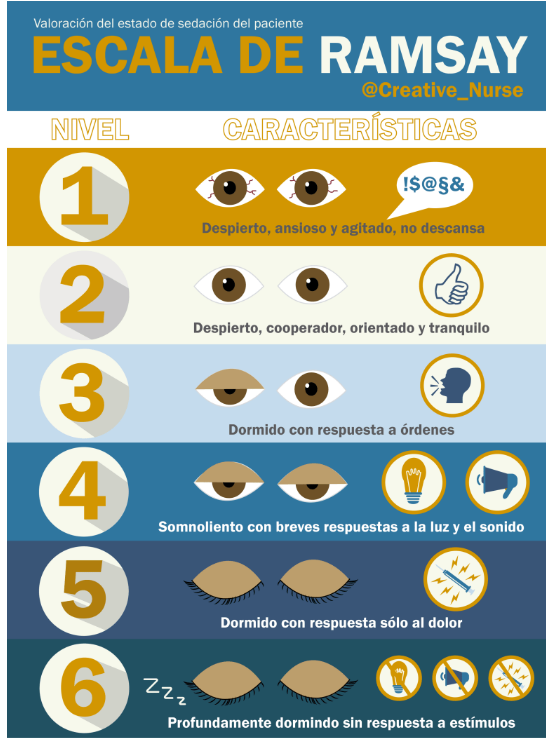 Valoración del estado de sedación del paciente
ESCALA DE RAMSAY
@Creative_Nurse
NIVEL CARACTERÍSTICAS
!$@§&
1
Despierto, ansioso y agitado, no descansa
2
Despierto, cooperador, orientado y tranquilo
3
Dormido con respuesta a órdenes
4
Somnoliento con breves respuestas a la luz y el sonido
5
Dormido con respuesta sólo al dolor
6
ZZZ
Profundamente dormindo sin respuesta a estímulos